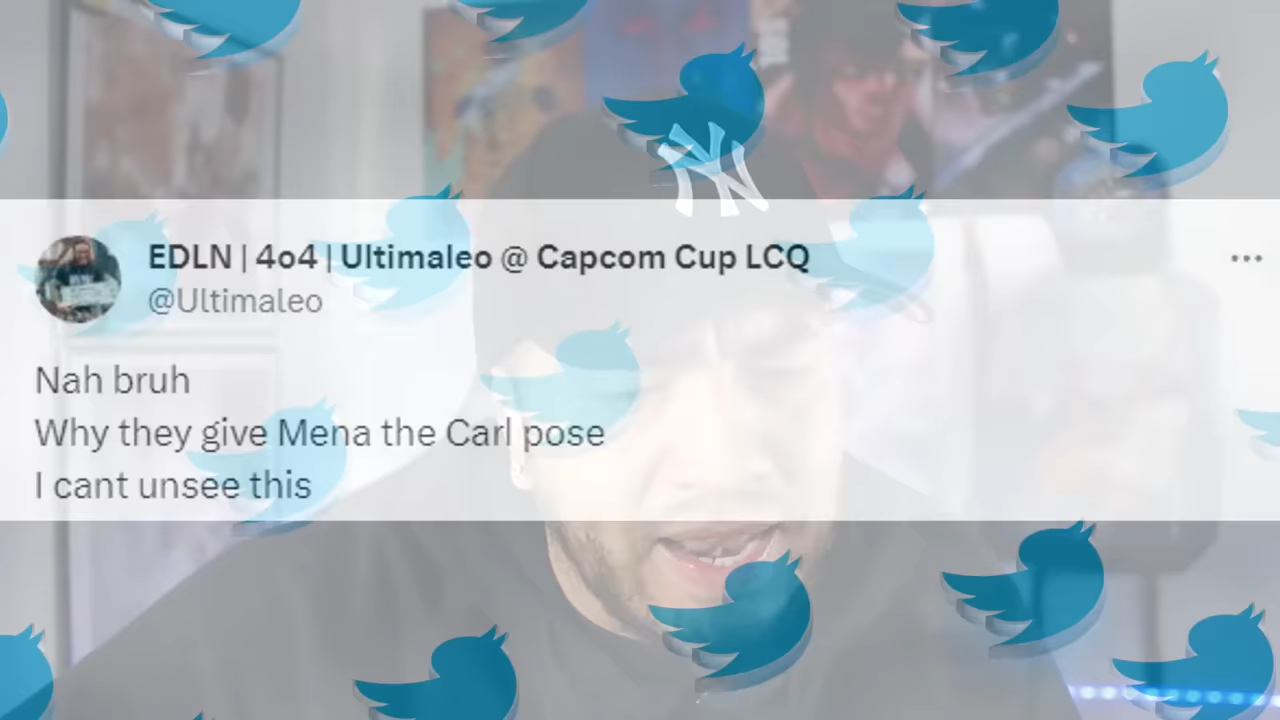 NY
EDLN | 4o4 | Ultimaleo @ Capcom Cup LCQ
@Ultimaleo
Nah bruh
Why they give Mena the Carl pose
I cant unsee this